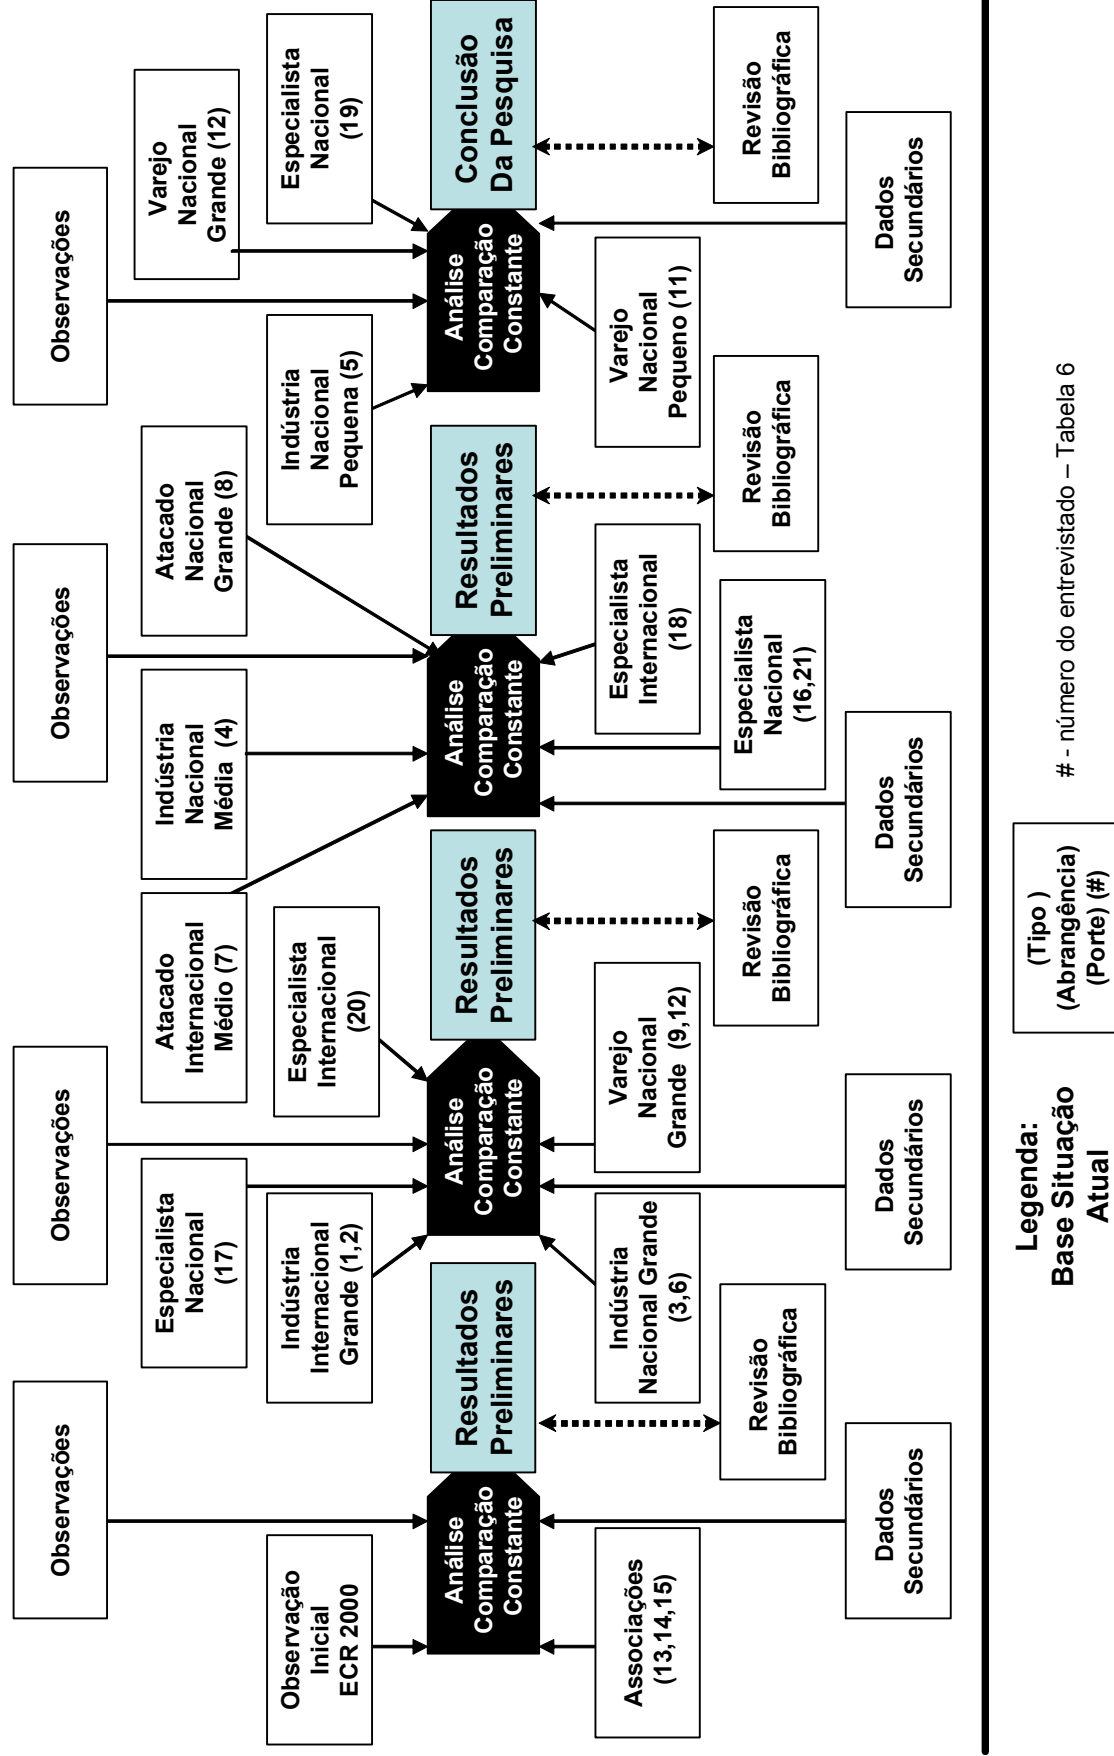 Observações
Observação
Inicial
ECR 2000
Análise
Comparação
Constante
Associações
(13,14,15)
Dados
Secundários
Resultados
Preliminares
Revisão
Bibliográfica
Observações
Especialista
Nacional
(17)
Indústria
Internacional
Grande (1,2)
Especialista
Internacional
(20)
Análise
Comparação
Constante
Indústria
Nacional Grande
(3,6)
Varejo
Nacional
Grande (9,12)
Dados
Secundários
Resultados
Preliminares
Revisão
Bibliográfica
Observações
Atacado
Internacional
Médio (7)
Indústria
Nacional
Média (4)
Atacado
Nacional
Grande (8)
Análise
Comparação
Constante
Especialista
Internacional
(18)
Especialista
Nacional
(16,21)
Dados
Secundários
Resultados
Preliminares
Revisão
Bibliográfica
Observações
Indústria
Nacional
Pequena (5)
Varejo
Nacional
Grande (12)
Especialista
Nacional
(19)
Análise
Comparação
Constante
Varejo
Nacional
Pequeno (11)
Dados
Secundários
Conclusão
Da Pesquisa
Revisão
Bibliográfica
Legenda:
Base Situação
Atual
(Tipo )
(Abrangência)
(Porte) (#)
# - número do entrevistado – Tabela 6